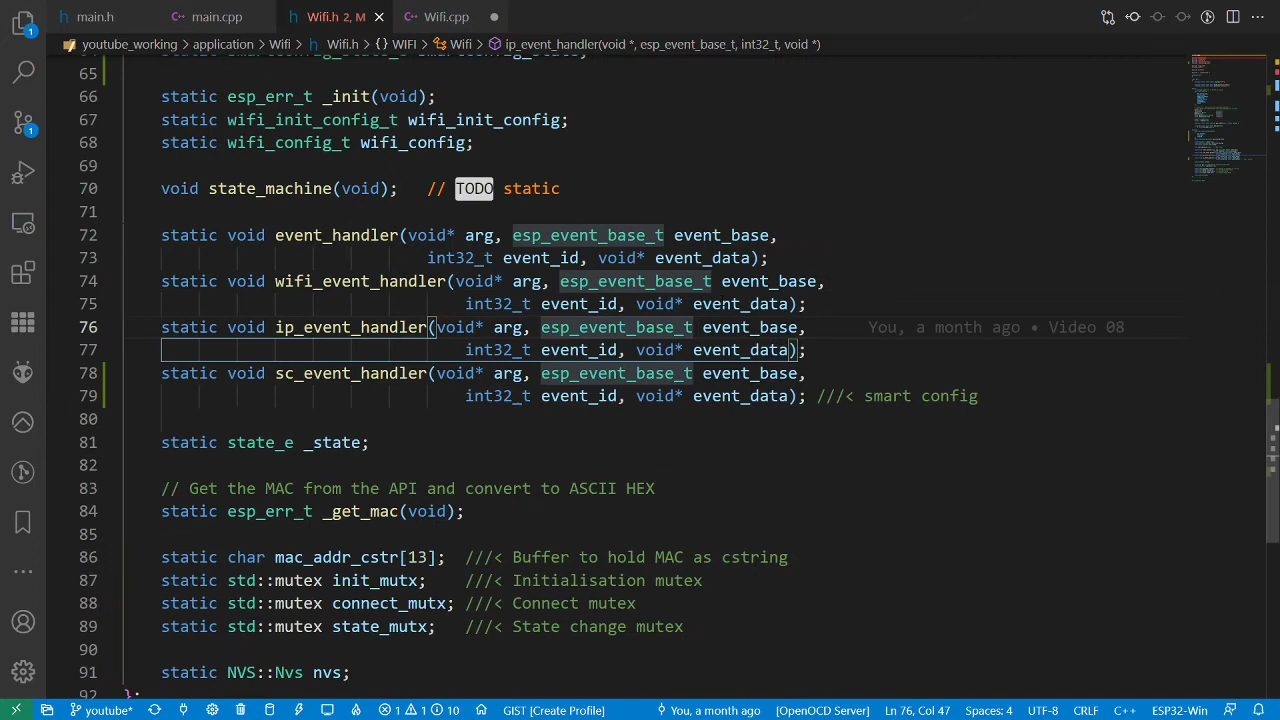 main.h
main.cpp
Wifi.h 2, M
Wifi.cpp
youtube_working › application › Wifi › Wifi.h › {} WIFI › Wifi › ip_event_handler(void *, esp_event_base_t, int32_t, void *)
65
66 static esp_err_t _init(void);
67 static wifi_init_config_t wifi_init_config;
68 static wifi_config_t wifi_config;
69
70 void state_machine(void); // TODO static
71
72 static void event_handler(void* arg, esp_event_base_t event_base,
73 int32_t event_id, void* event_data);
74 static void wifi_event_handler(void* arg, esp_event_base_t event_base,
75 int32_t event_id, void* event_data);
76 static void ip_event_handler(void* arg, esp_event_base_t event_base, You, a month ago • Video 08
77 int32_t event_id, void* event_data);
78 static void sc_event_handler(void* arg, esp_event_base_t event_base,
79 int32_t event_id, void* event_data); ///< smart config
80
81 static state_e _state;
82
83 // Get the MAC from the API and convert to ASCII HEX
84 static esp_err_t _get_mac(void);
85
86 static char mac_addr_cstr[13]; ///< Buffer to hold MAC as cstring
87 static std::mutex init_mutx; ///< Initialisation mutex
88 static std::mutex connect_mutx; ///< Connect mutex
89 static std::mutex state_mutx; ///< State change mutex
90
91 static NVS::Nvs nvs;
92 };
1
1
youtube* 1 1 10 GIST [Create Profile] You, a month ago [OpenOCD Server] Ln 76, Col 47 Spaces: 4 UTF-8 CRLF C++ ESP32-Win